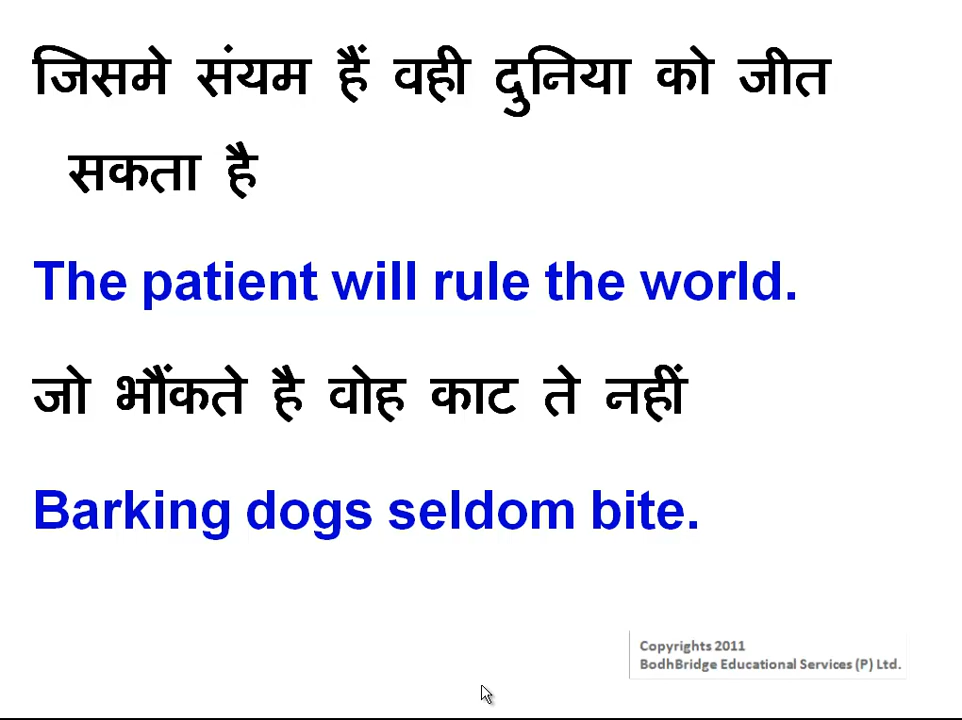 जिसमे संयम हैं वही दुनिया को जीत
सकता है
The patient will rule the world.
जो भौंकते है वोह काट ते नहीं
Barking dogs seldom bite.
Copyrights 2011
BodhBridge Educational Services (P) Ltd.